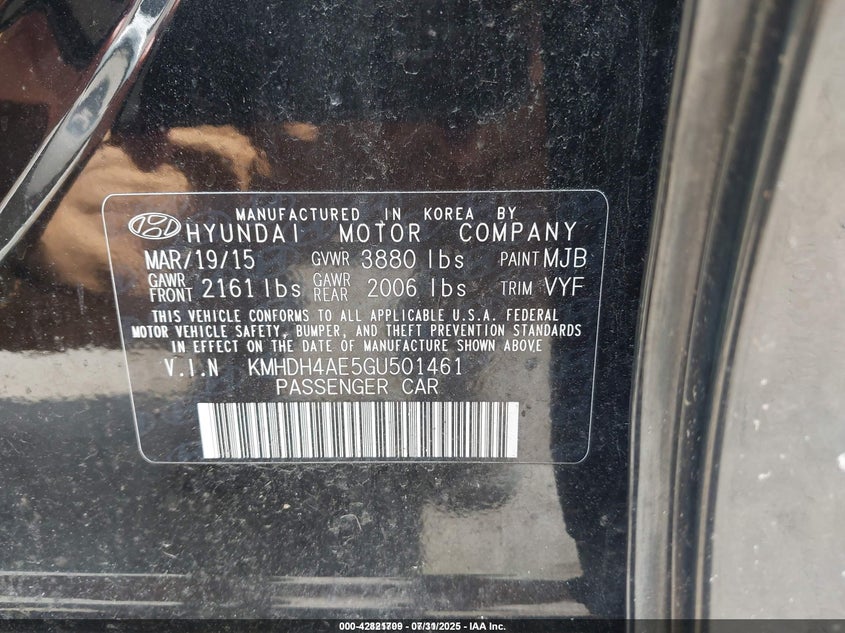 MANUFACTURED IN KOREA BY
HYUNDAI MOTOR COMPANY
MAR/19/15 GVWR 3880 lbs PAINT MJB
GAWR FRONT 2161 lbs GAWR REAR 2006 lbs TRIM VYF
THIS VEHICLE CONFORMS TO ALL APPLICABLE U.S.A. FEDERAL
MOTOR VEHICLE SAFETY, BUMPER, AND THEFT PREVENTION STANDARDS
IN EFFECT ON THE DATE OF MANUFACTURE SHOWN ABOVE.
V.I.N KMHDH4AE5GU501461
PASSENGER CAR
- IAA Inc.